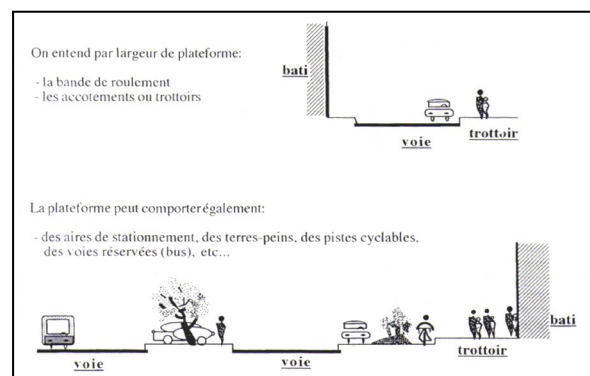 On entend par largeur de plateforme:
- la bande de roulement
- les accotements ou trottoirs
bati
voie
trottoir
La plateforme peut comporter également:
- des aires de stationnement, des terres-peins, des pistes cyclables,
des voies réservées (bus), etc...
bati
voie
voie
trottoir